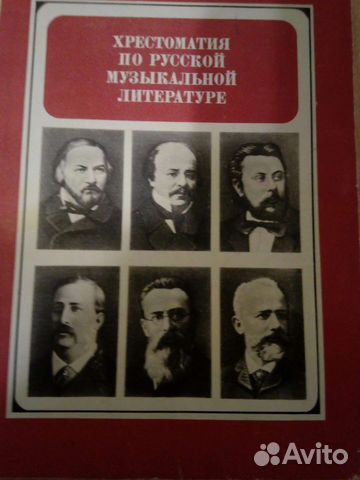 ХРЕСТОМАТИЯ
ПО РУССКОЙ
МУЗЫКАЛЬНОЙ
ЛИТЕРАТУРЕ
Avito